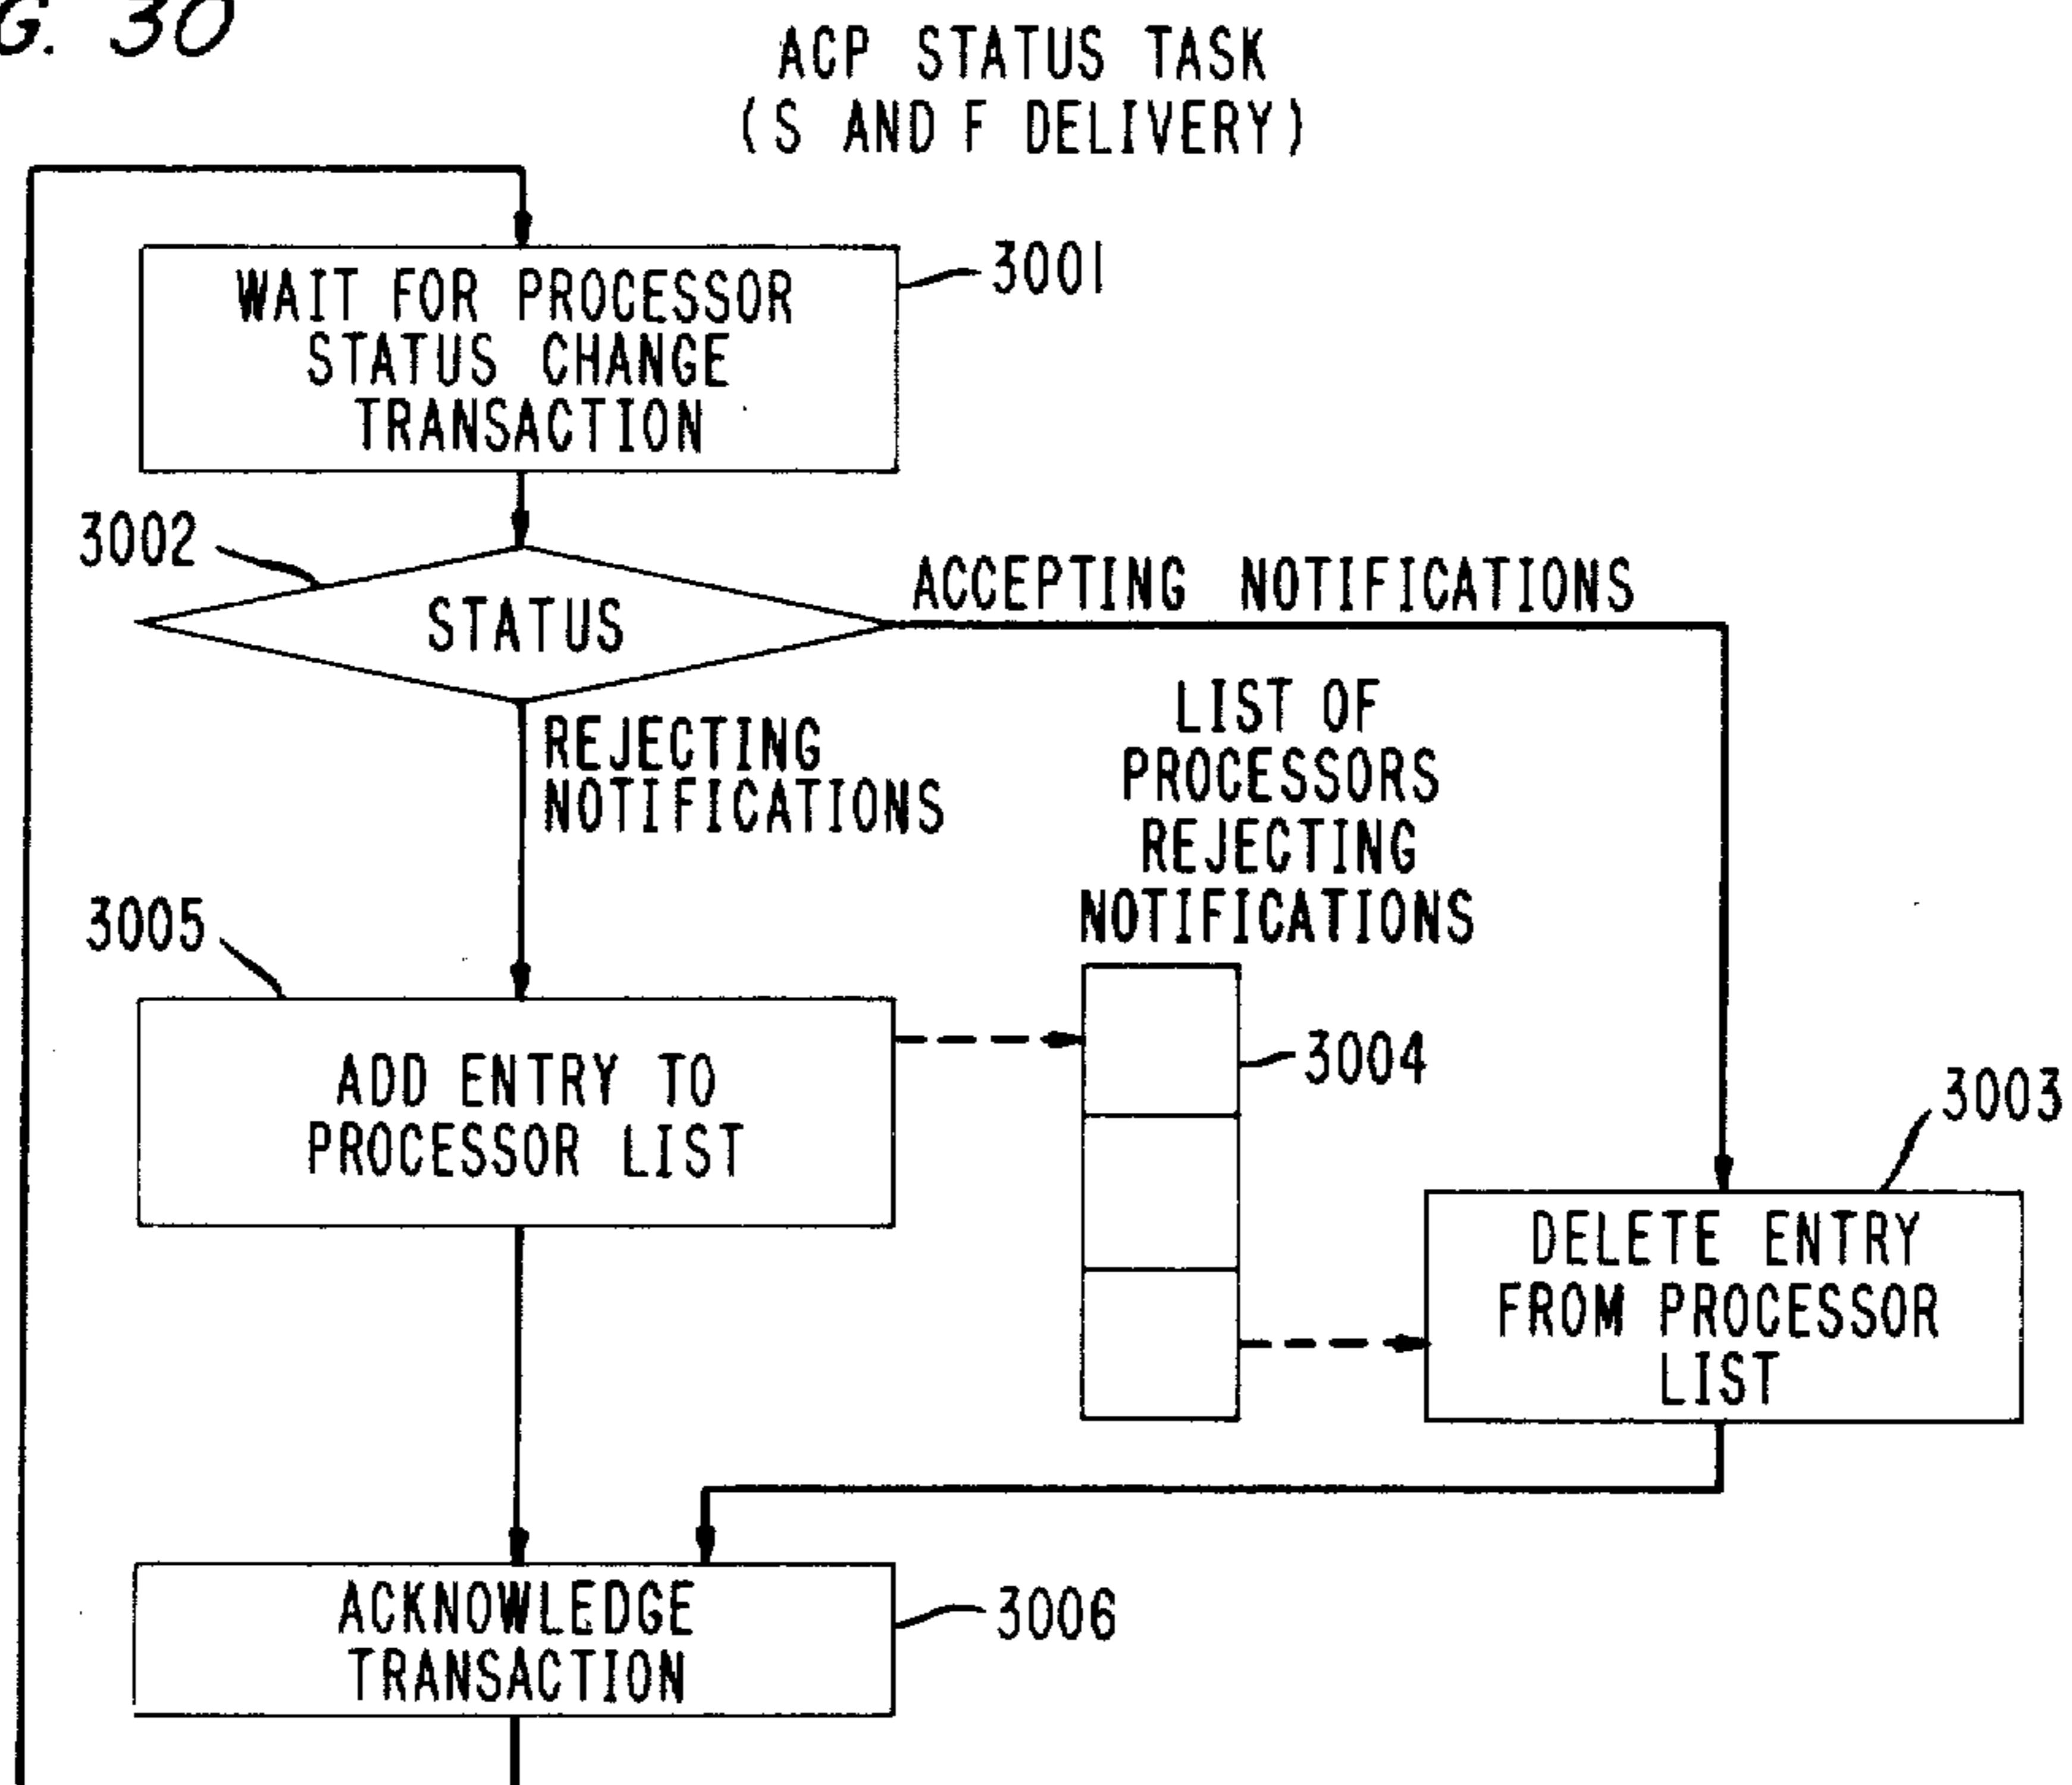 G. 30
ACP STATUS TASK
(S AND F DELIVERY)
WAIT FOR PROCESSOR
STATUS CHANGE
TRANSACTION
3001
3002
STATUS
ACCEPTING NOTIFICATIONS
REJECTING
NOTIFICATIONS
LIST OF
PROCESSORS
REJECTING
NOTIFICATIONS
3005
ADD ENTRY TO
PROCESSOR LIST
3004
3003
DELETE ENTRY
FROM PROCESSOR
LIST
ACKNOWLEDGE
TRANSACTION
3006